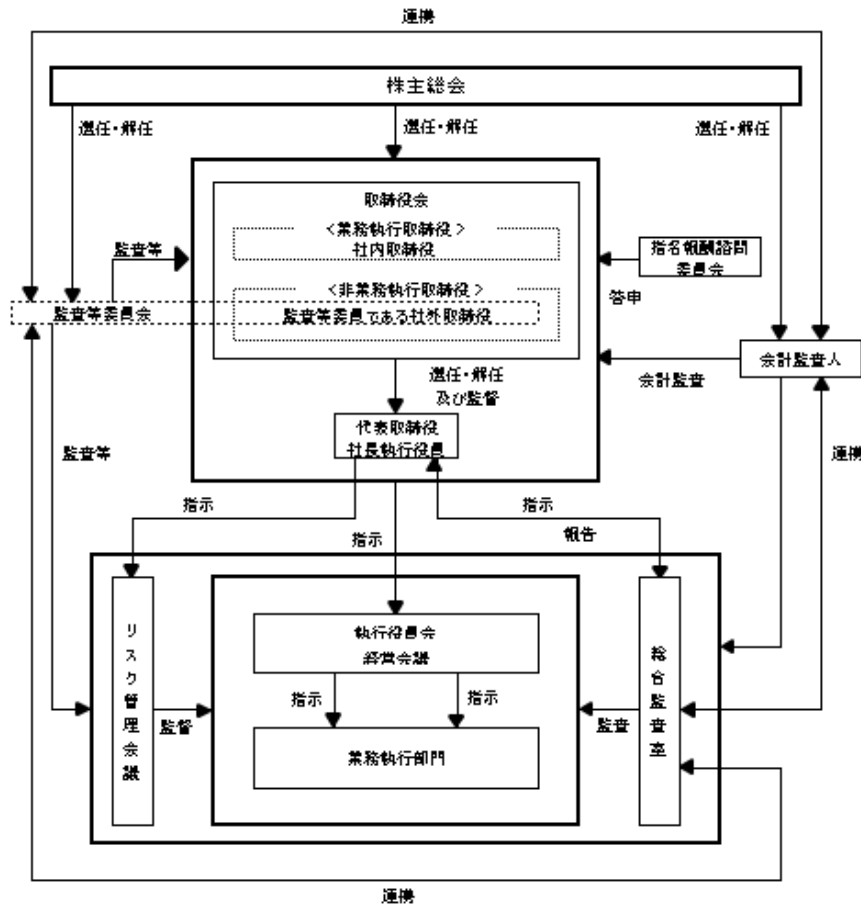 連携
株主総会
選任・解任
選任・解任
選任・解任
取締役会
<業務執行取締役>
社内取締役
監査等
指名報酬諮問
委員会
答申
<非業務執行取締役>
監査等委員会
監査等委員である社外取締役
会計監査人
会計監査
選任・解任
及び監督
代表取締役
社長執行役員
監査等
連携
指示
指示
指示
報告
執行役員会
経営会議
リスク管理会議
総合監査室
指示
指示
監督
監査
業務執行部門
連携